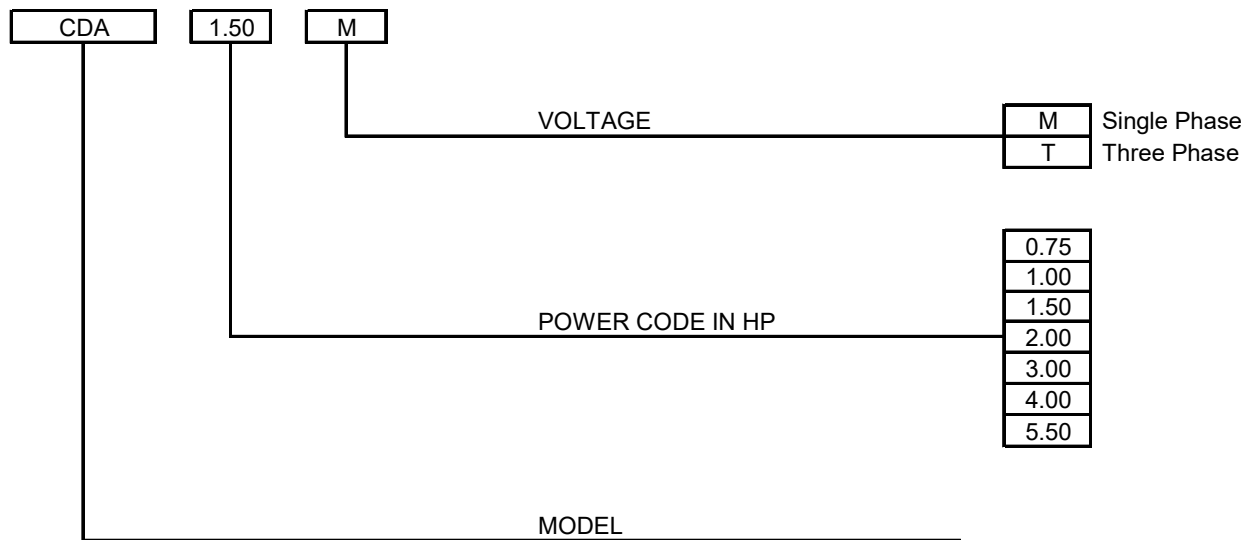 CDA 1.50 M
VOLTAGE
M Single Phase
T Three Phase
0.75
1.00
1.50
POWER CODE IN HP
2.00
3.00
4.00
5.50
MODEL